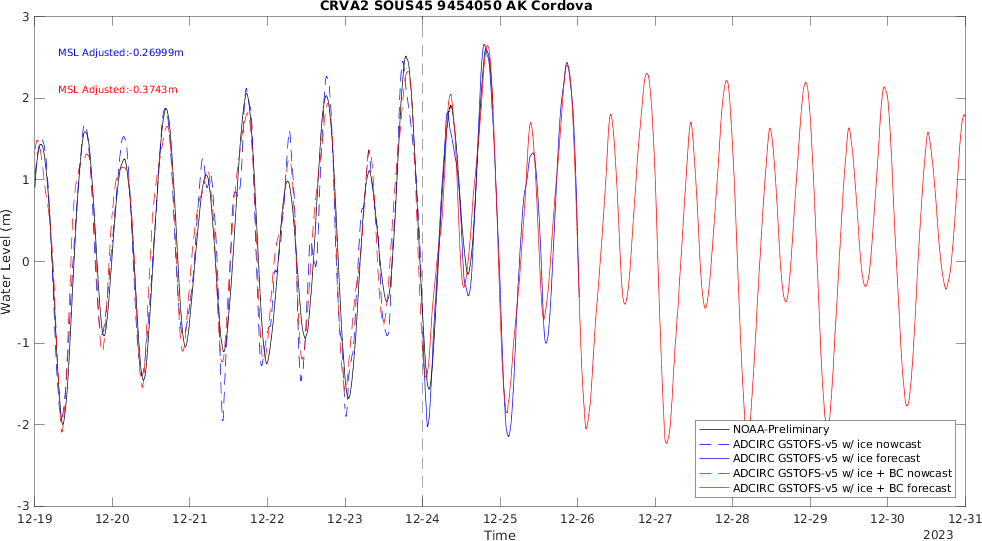 CRVA2 SOUS45 9454050 AK Cordova
MSL Adjusted:-0.26999m
MSL Adjusted:-0.3743m
3
2
1
0
-1
-2
-3
Water Level (m)
NOAA-Preliminary
ADCIRC GSTOFS-v5 w/ ice nowcast
ADCIRC GSTOFS-v5 w/ ice forecast
ADCIRC GSTOFS-v5 w/ ice + BC nowcast
ADCIRC GSTOFS-v5 w/ ice + BC forecast
12-19 12-20 12-21 12-22 12-23 12-24 12-25 12-26 12-27 12-28 12-29 12-30 12-31
Time
2023